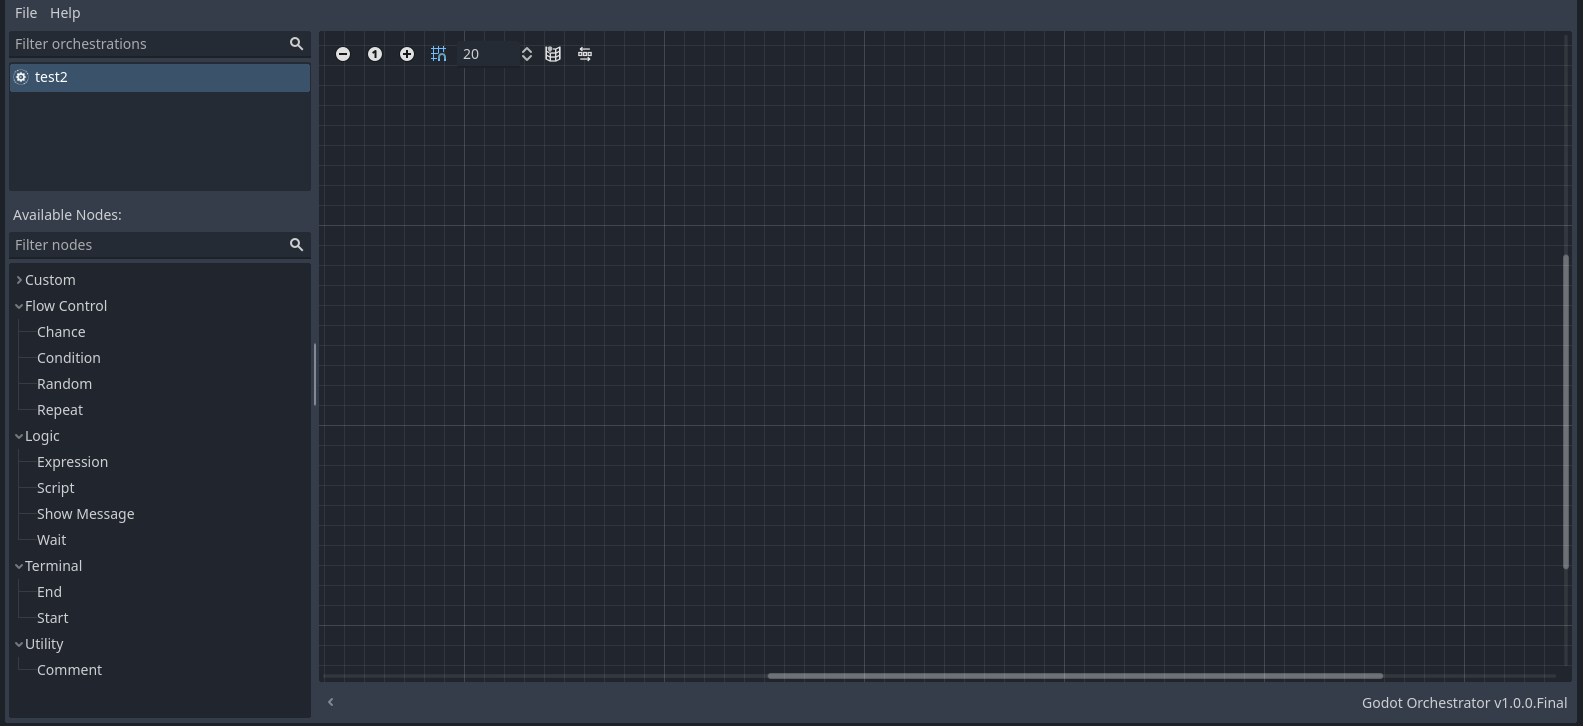 File Help
Filter orchestrations
20
test2
Available Nodes:
Filter nodes
Custom
Flow Control
Chance
Condition
Random
Repeat
Logic
Expression
Script
Show Message
Wait
Terminal
End
Start
Utility
Comment
Godot Orchestrator v1.0.0.Final